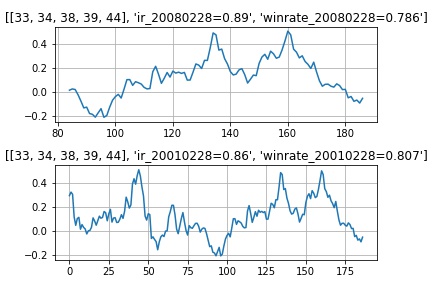 [[33, 34, 38, 39, 44], 'ir_20080228=0.89', 'winrate_20080228=0.786']
0.4
0.2
0.0
−0.2
80 100 120 140 160 180
[[33, 34, 38, 39, 44], 'ir_20010228=0.86', 'winrate_20010228=0.807']
0.4
0.2
0.0
−0.2
0 25 50 75 100 125 150 175